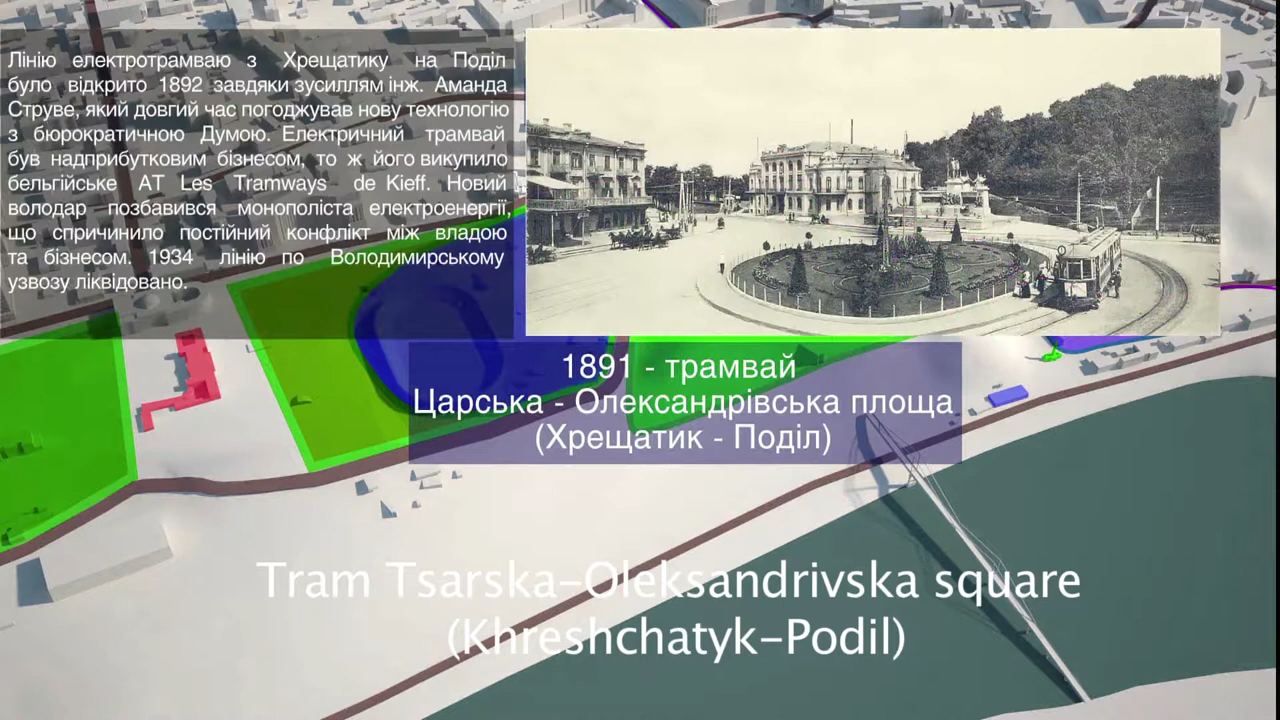 Лінію електротрамваю з Хрещатику на Поділ
було відкрито 1892 завдяки зусиллям інж. Аманда
Струве, який довгий час погоджував нову технологію
з бюрократичною Думою. Електричний трамвай
був надприбутковим бізнесом, то ж його викупило
бельгійське АТ Les Tramways de Kieff. Новий
володар позбавився монополіста електроенергії,
що спричинило постійний конфлікт між владою
та бізнесом. 1934 лінію по Володимирському
узвозу ліквідовано.
1891 - трамвай
Царська - Олександрівська площа
(Хрещатик - Поділ)
Tram Tsarska-Oleksandrivska square
(Khreshchatyk-Podil)